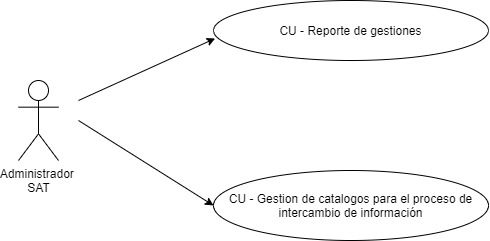 CU - Reporte de gestiones
Administrador
SAT
CU - Gestion de catalogos para el proceso de
intercambio de información